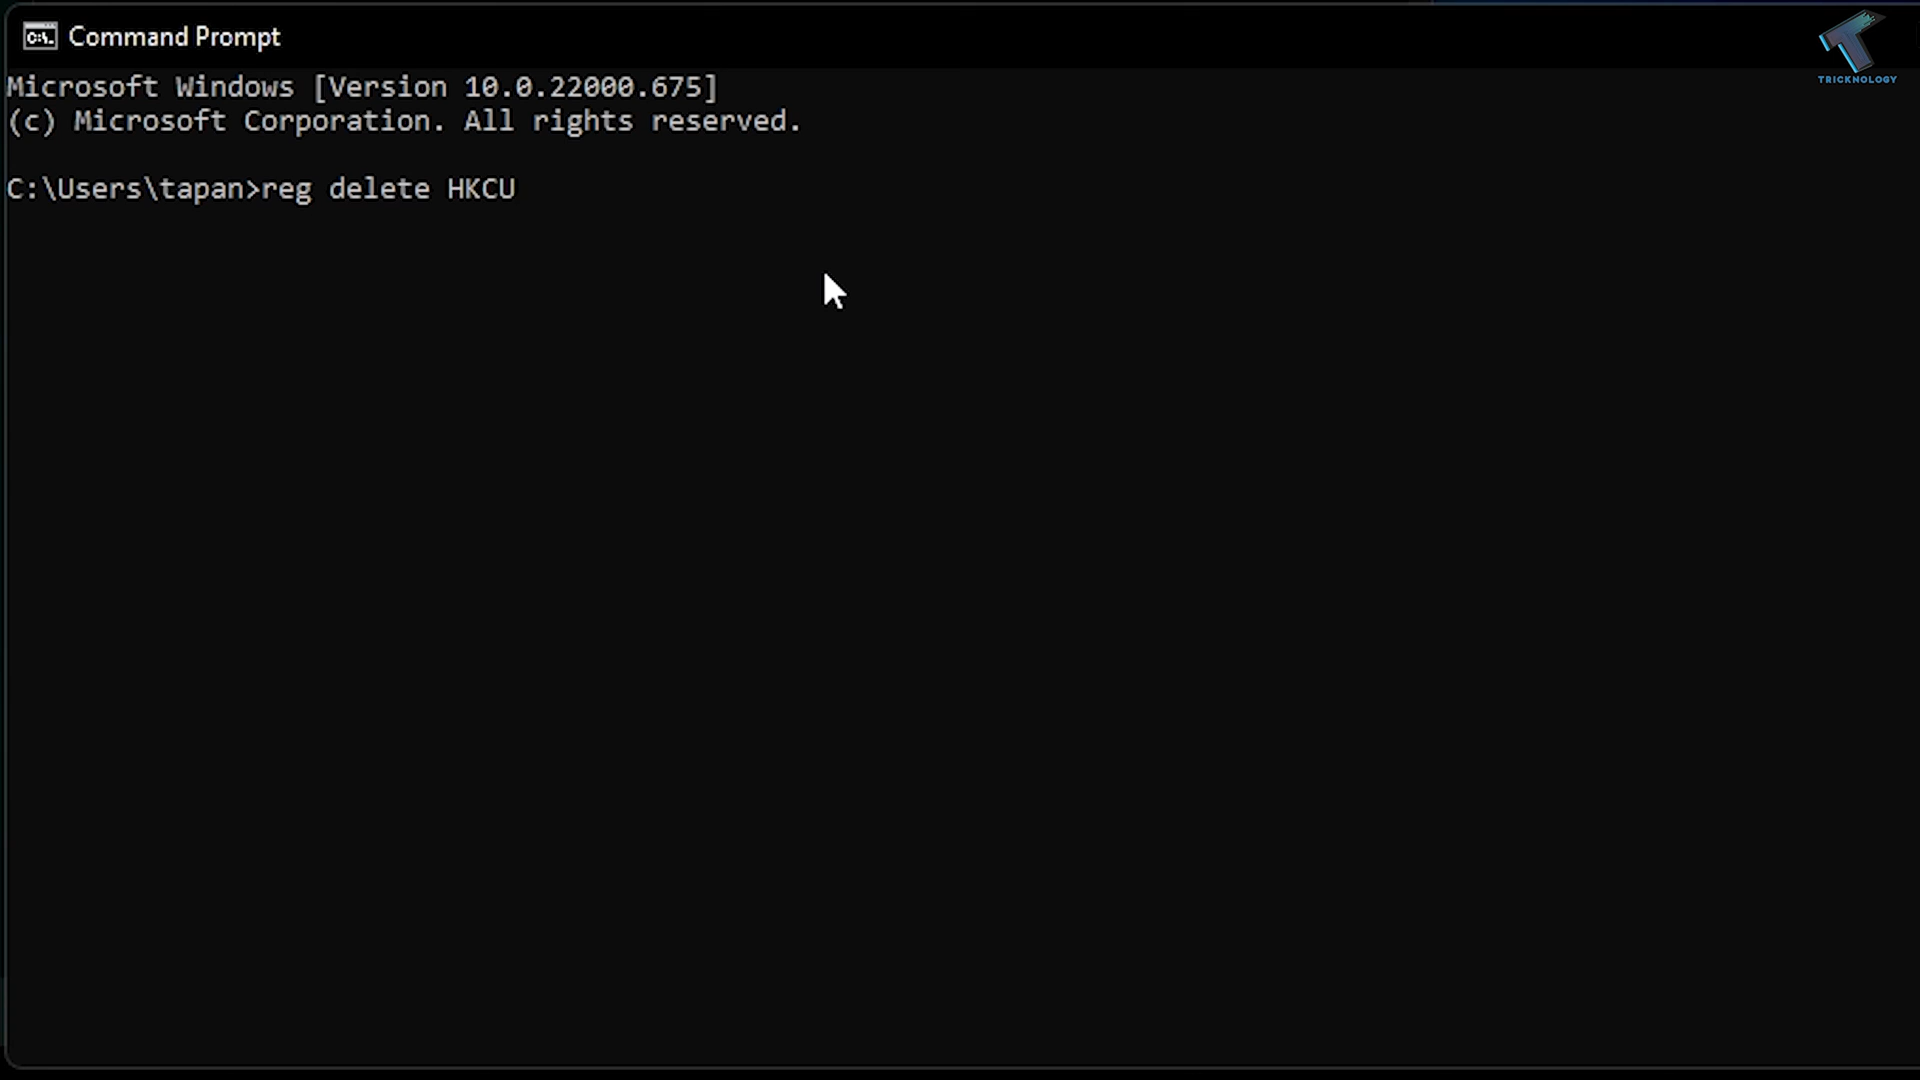 Command Prompt
TRICKNOLOGY
Microsoft Windows [Version 10.0.22000.675]
(c) Microsoft Corporation. All rights reserved.
C:\Users\tapan>reg delete HKCU